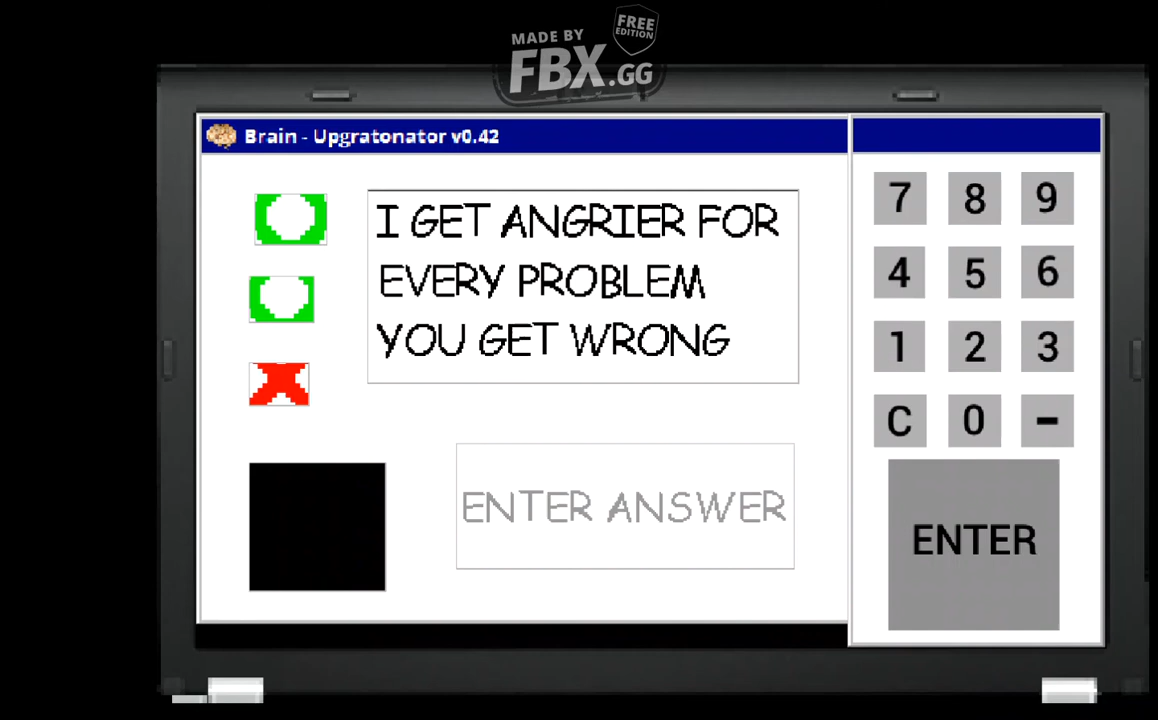 MADE BY
FREE
EDITION
FBX.GG
Brain - Upgratonator v0.42
I GET ANGRIER FOR
EVERY PROBLEM
YOU GET WRONG
ENTER ANSWER
7 8 9
4 5 6
1 2 3
C 0 -
ENTER